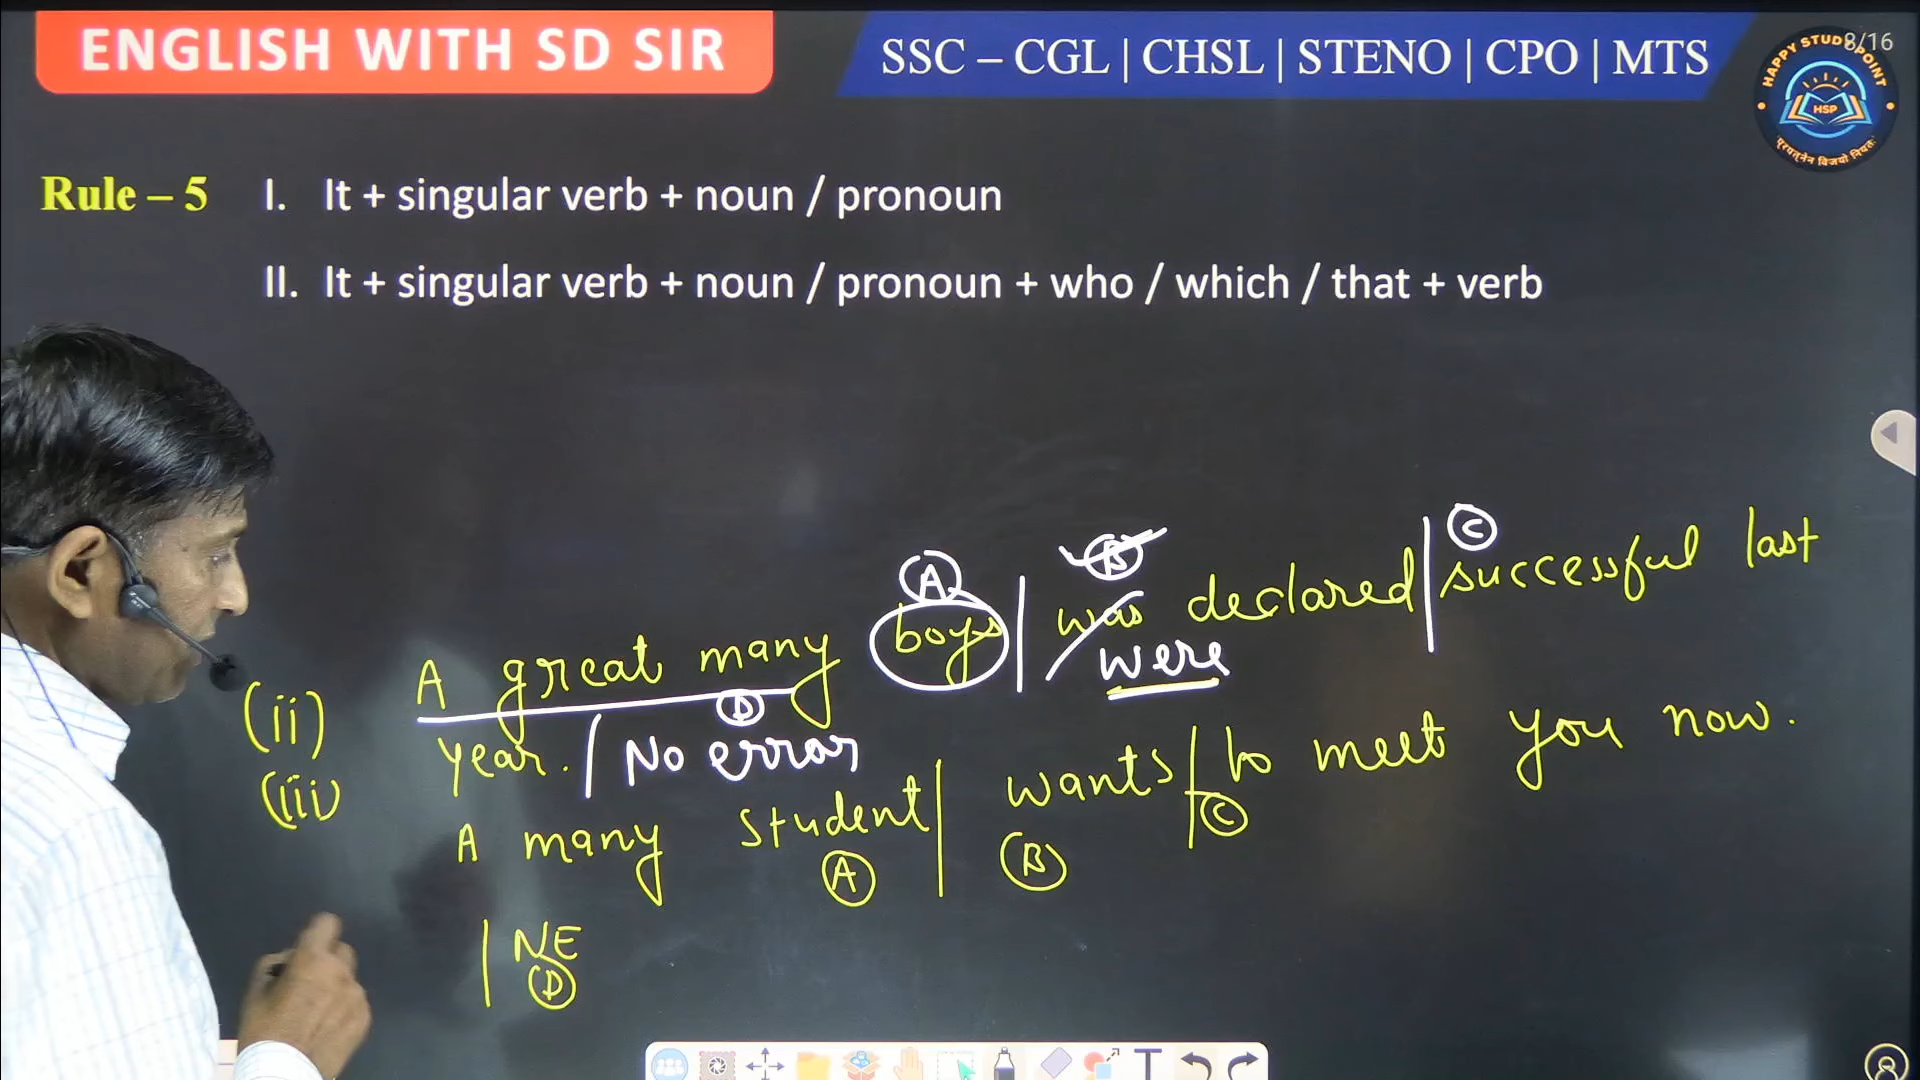 ENGLISH WITH SD SIR
SSC – CGL | CHSL | STENO | CPO | MTS
8/16
HAPPY STUDY POINT
HSP
Rule – 5 I. It + singular verb + noun / pronoun
II. It + singular verb + noun / pronoun + who / which / that + verb
(A) (B) (C)
(ii) A great many boys | was declared | successful last
were
(D)
year. / No error
(iii) A many student | wants | to meet you now.
(A) (B) (C)
| NE
(D)